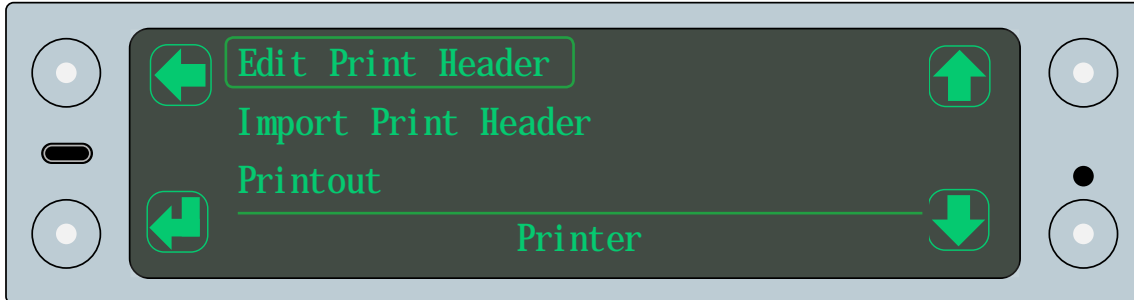 Edit Print Header
Import Print Header
Printout
Printer